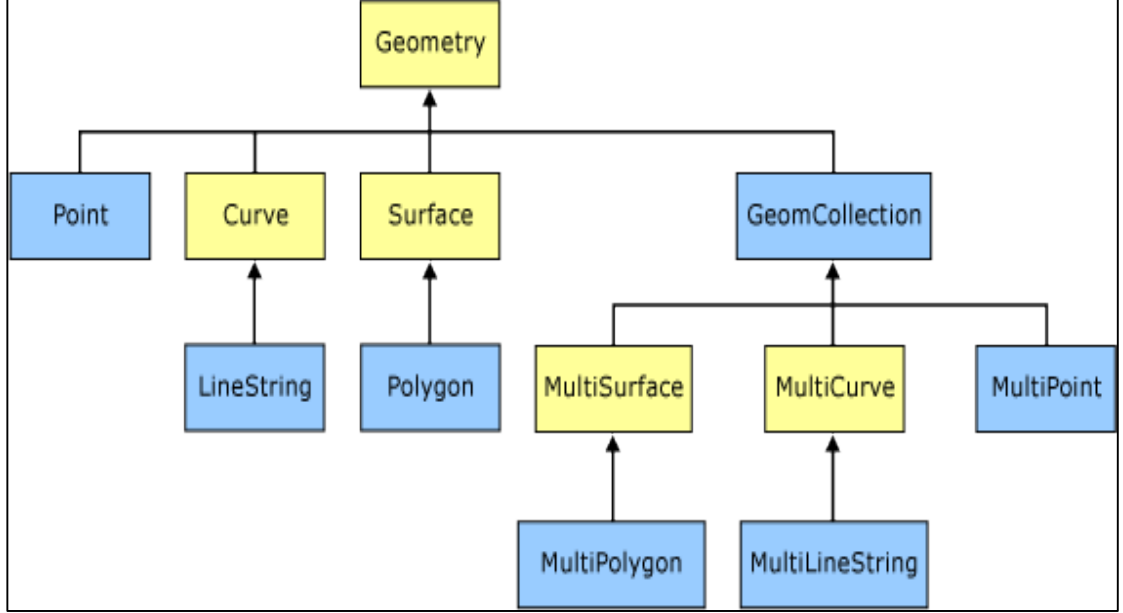 Geometry
Point
Curve
Surface
GeomCollection
LineString
Polygon
MultiSurface
MultiCurve
MultiPoint
MultiPolygon
MultiLineString